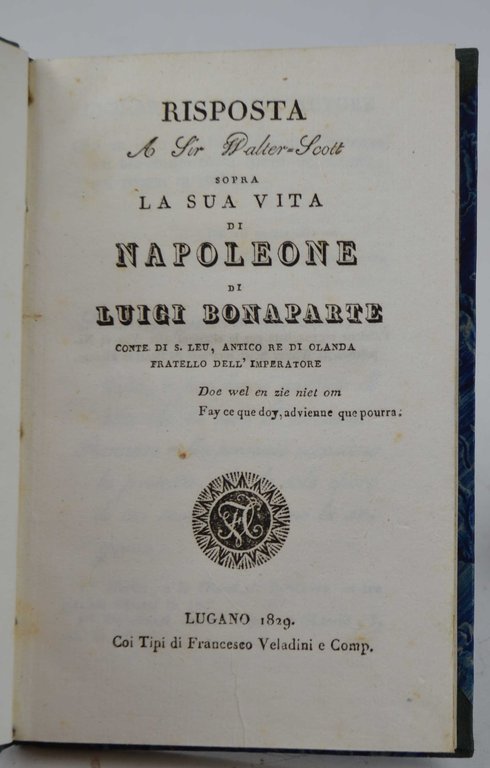 RISPOSTA
A Sir Walter=Scott
SOPRA
LA SUA VITA
DI
NAPOLEONE
DI
LUIGI BONAPARTE
CONTE DI S. LEU, ANTICO RE DI OLANDA
FRATELLO DELL' IMPERATORE
Doe wel en zie niet om
Fay ce que doy, advienne que pourra.
LUGANO 1829.
Coi Tipi di Francesco Veladini e Comp.